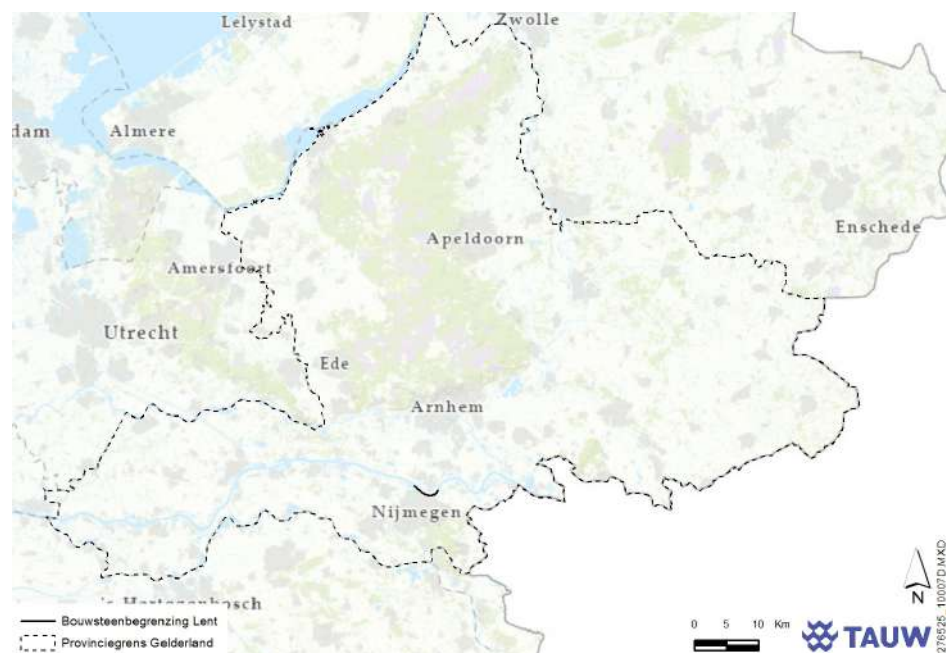 Lelystad
Zwolle
dam
Almere
Enschede
Apeldoorn
Amersfoort
Utrecht
Ede
Arnhem
Nijmegen
's Hertogenbosch
Bouwsteenbegrenzing Lent
Provinciegrens Gelderland
0 5 10 Km
N
TAUW
276525_10007D.MXD